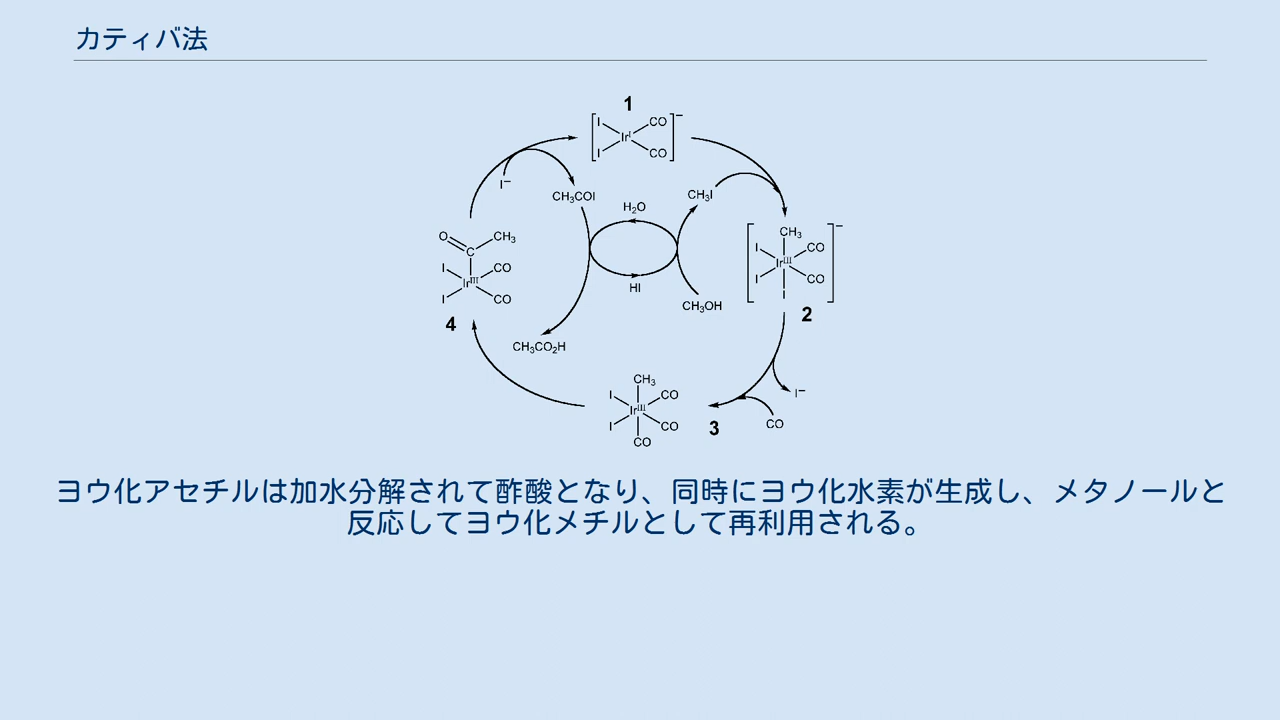 カティバ法
1
[ I I Ir^I CO CO ]^−
I^−
CH₃COI
H₂O
CH₃I
HI
CH₃OH
CH₃CO₂H
[ CH₃ I I Ir^III CO CO I ]^−
2
O C CH₃
I I Ir^III CO CO
4
I^−
CO
CH₃
I I Ir^III CO CO
CO
3
ヨウ化アセチルは加水分解されて酢酸となり、同時にヨウ化水素が生成し、メタノールと
反応してヨウ化メチルとして再利用される。